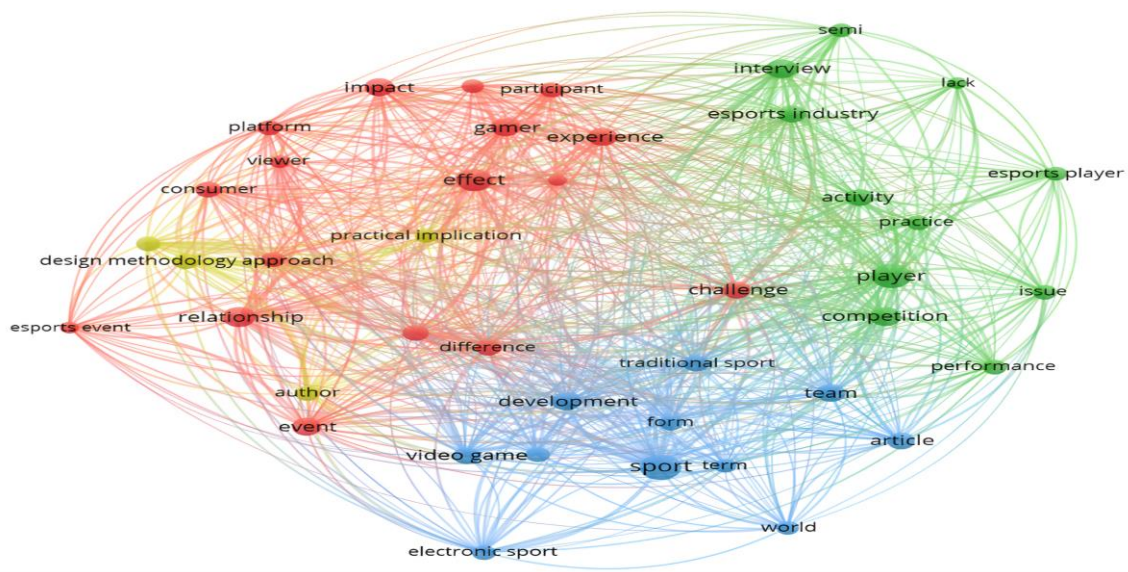 semi
interview
lack
impact
participant
esports industry
gamer
platform
experience
viewer
esports player
effect
consumer
activity
practice
practical implication
design methodology approach
player
challenge
issue
relationship
competition
esports event
difference
traditional sport
performance
author
team
development
form
event
article
video game
sport
term
world
electronic sport